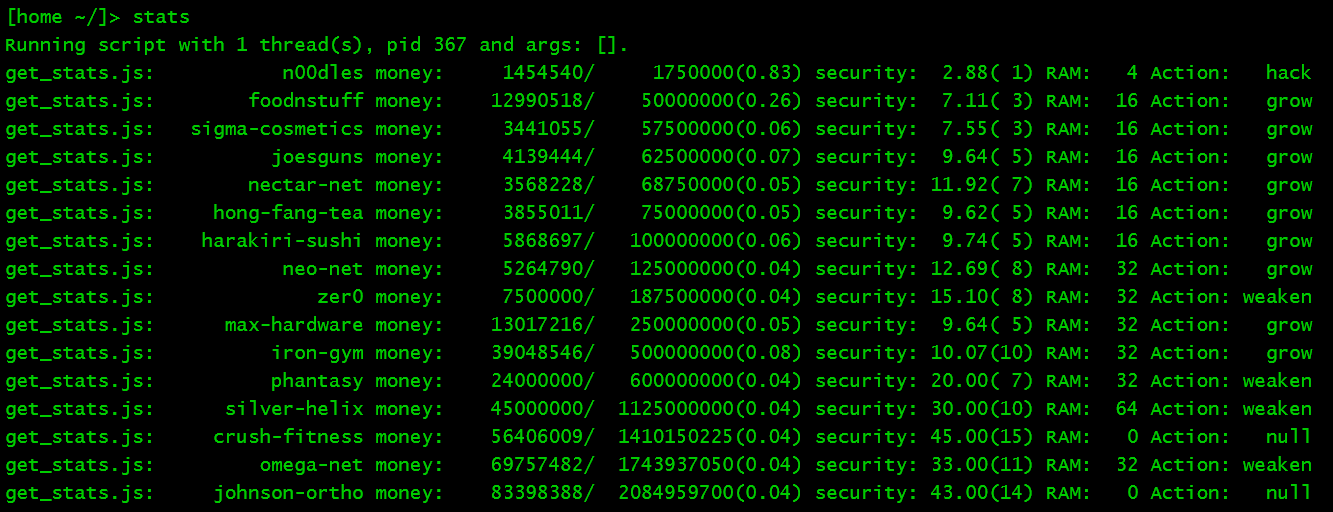 [home ~/]> stats
Running script with 1 thread(s), pid 367 and args: [].
get_stats.js:           n00dles money:     1454540/     1750000(0.83) security:  2.88( 1) RAM:   4 Action:   hack
get_stats.js:        foodnstuff money:    12990518/    50000000(0.26) security:  7.11( 3) RAM:  16 Action:   grow
get_stats.js:   sigma-cosmetics money:     3441055/    57500000(0.06) security:  7.55( 3) RAM:  16 Action:   grow
get_stats.js:          joesguns money:     4139444/    62500000(0.07) security:  9.64( 5) RAM:  16 Action:   grow
get_stats.js:        nectar-net money:     3568228/    68750000(0.05) security: 11.92( 7) RAM:  16 Action:   grow
get_stats.js:     hong-fang-tea money:     3855011/    75000000(0.05) security:  9.62( 5) RAM:  16 Action:   grow
get_stats.js:    harakiri-sushi money:     5868697/   100000000(0.06) security:  9.74( 5) RAM:  16 Action:   grow
get_stats.js:           neo-net money:     5264790/   125000000(0.04) security: 12.69( 8) RAM:  32 Action:   grow
get_stats.js:              zer0 money:     7500000/   187500000(0.04) security: 15.10( 8) RAM:  32 Action: weaken
get_stats.js:      max-hardware money:    13017216/   250000000(0.05) security:  9.64( 5) RAM:  32 Action:   grow
get_stats.js:          iron-gym money:    39048546/   500000000(0.08) security: 10.07(10) RAM:  32 Action:   grow
get_stats.js:          phantasy money:    24000000/   600000000(0.04) security: 20.00( 7) RAM:  32 Action: weaken
get_stats.js:      silver-helix money:    45000000/  1125000000(0.04) security: 30.00(10) RAM:  64 Action: weaken
get_stats.js:     crush-fitness money:    56406009/  1410150225(0.04) security: 45.00(15) RAM:   0 Action:   null
get_stats.js:         omega-net money:    69757482/  1743937050(0.04) security: 33.00(11) RAM:  32 Action: weaken
get_stats.js:     johnson-ortho money:    83398388/  2084959700(0.04) security: 43.00(14) RAM:   0 Action:   null